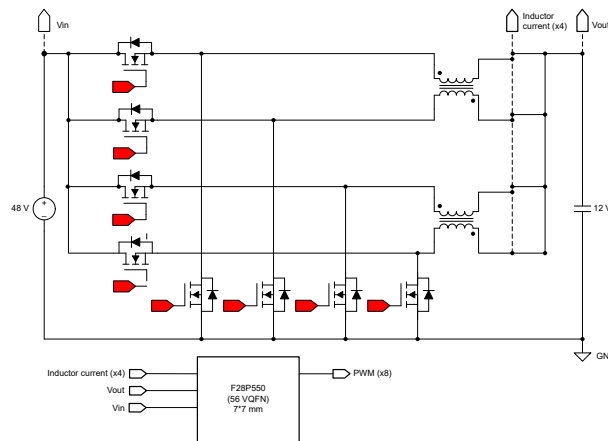 Vin
Inductor
current (x4)
Vout
48 V
12 V
GN
Inductor current (x4)
Vout
Vin
F28P550
(56 VQFN)
7*7 mm
PWM (x8)